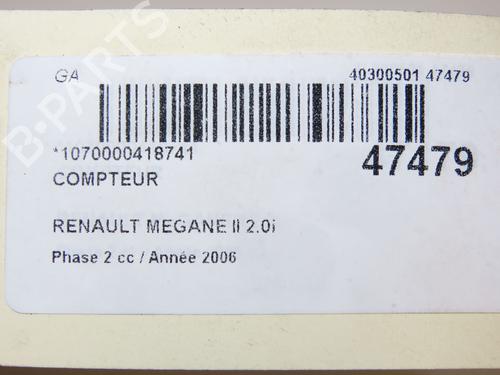 GA 40300501 47479
*1070000418741
47479
COMPTEUR
RENAULT MEGANE II 2.0i
Phase 2 cc / Année 2006
B-PARTS